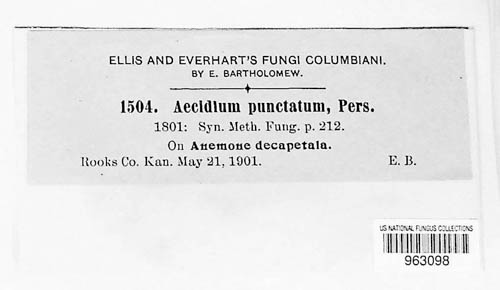 ELLIS AND EVERHART'S FUNGI COLUMBIANI.
BY E. BARTHOLOMEW.
1504. Aecidium punctatum, Pers.
1801: Syn. Meth. Fung. p. 212.
On Anemone decapetala.
Rooks Co. Kan. May 21, 1901. E. B.
US NATIONAL FUNGUS COLLECTIONS
963098